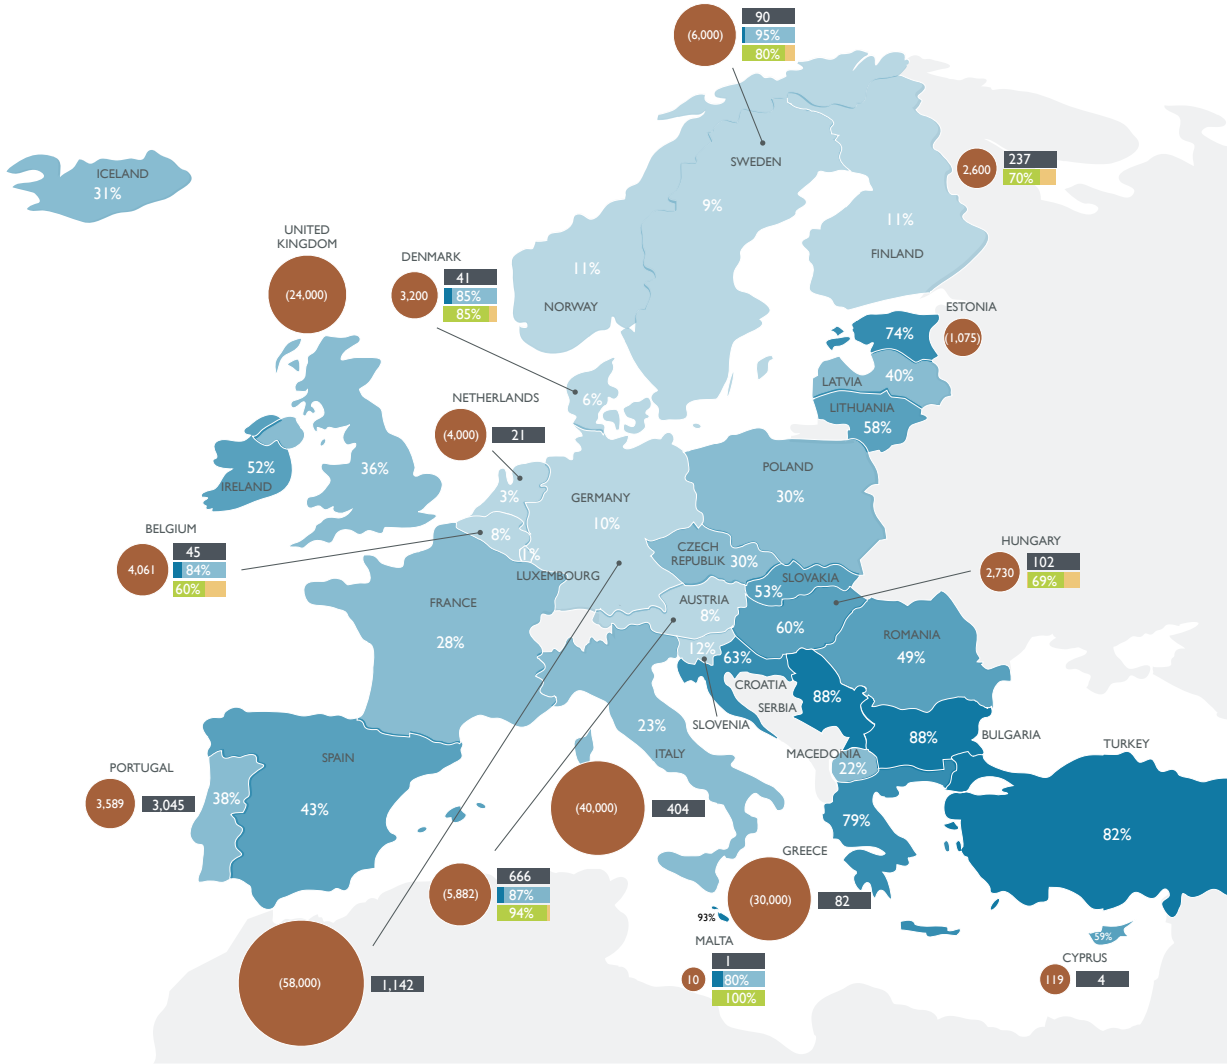 (6,000)
90
95%
80%
ICELAND
31%
SWEDEN
9%
2,600
237
70%
11%
FINLAND
UNITED
KINGDOM
(24,000)
DENMARK
3,200
41
85%
85%
11%
NORWAY
ESTONIA
74%
(1,075)
LATVIA
40%
LITHUANIA
58%
6%
NETHERLANDS
(4,000)
21
3%
52%
IRELAND
36%
GERMANY
10%
POLAND
30%
BELGIUM
4,061
45
84%
60%
8%
(1%
LUXEMBOURG
CZECH
REPUBLIK
30%
HUNGARY
2,730
102
69%
SLOVAKIA
53%
FRANCE
28%
AUSTRIA
8%
60%
ROMANIA
49%
12%
63%
CROATIA
SERBIA
88%
SLOVENIA
23%
ITALY
88%
BULGARIA
MACEDONIA
22%
TURKEY
82%
SPAIN
43%
PORTUGAL
3,589
3,045
38%
(40,000)
404
79%
GREECE
(30,000)
82
(5,882)
666
87%
94%
93%
MALTA
10
1
80%
100%
59%
CYPRUS
119
4
(58,000)
1,142